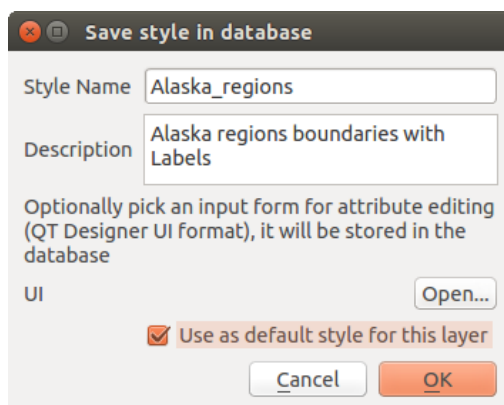 Save style in database
Style Name Alaska_regions
Description Alaska regions boundaries with
Labels
Optionally pick an input form for attribute editing
(QT Designer UI format), it will be stored in the
database
UI Open...
Use as default style for this layer
Cancel OK